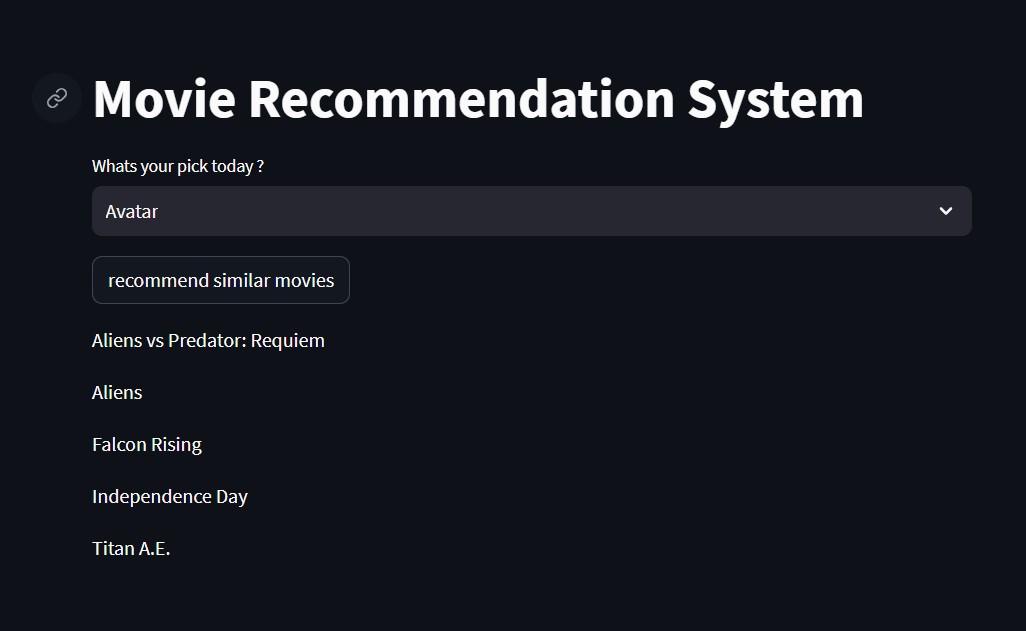 Movie Recommendation System
Whats your pick today ?
Avatar
recommend similar movies
Aliens vs Predator: Requiem
Aliens
Falcon Rising
Independence Day
Titan A.E.